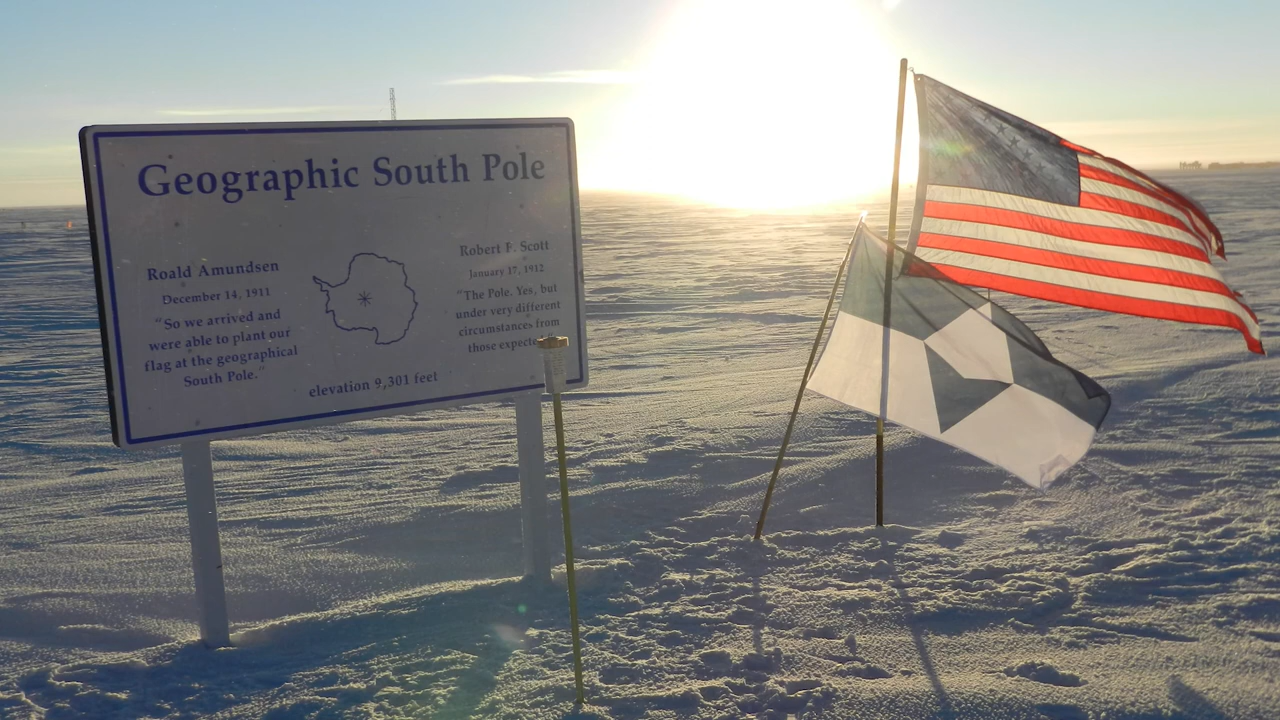 Geographic South Pole
Roald Amundsen
December 14, 1911
“So we arrived and
were able to plant our
flag at the geographical
South Pole.”
Robert F. Scott
January 17, 1912
“The Pole. Yes, but
under very different
circumstances from
those expected.”
elevation 9,301 feet